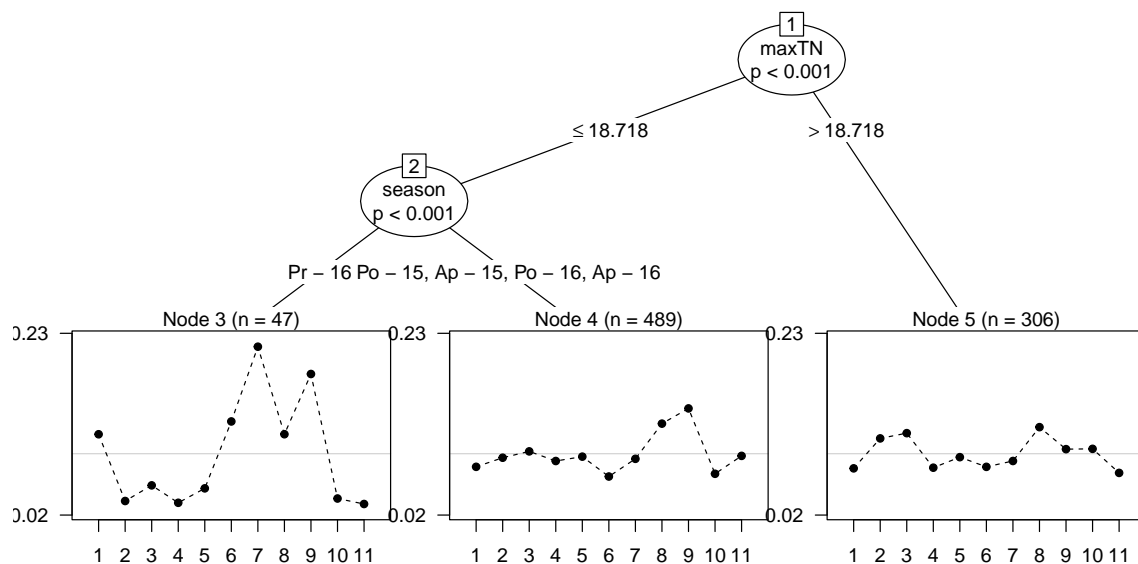 1
maxTN
p < 0.001
≤ 18.718
> 18.718
2
season
p < 0.001
Pr − 16 Po − 15, Ap − 15, Po − 16, Ap − 16
Node 3 (n = 47)
Node 4 (n = 489)
Node 5 (n = 306)
0.23
0.23
0.23
0.02
0.02
0.02
1 2 3 4 5 6 7 8 9 10 11
1 2 3 4 5 6 7 8 9 10 11
1 2 3 4 5 6 7 8 9 10 11